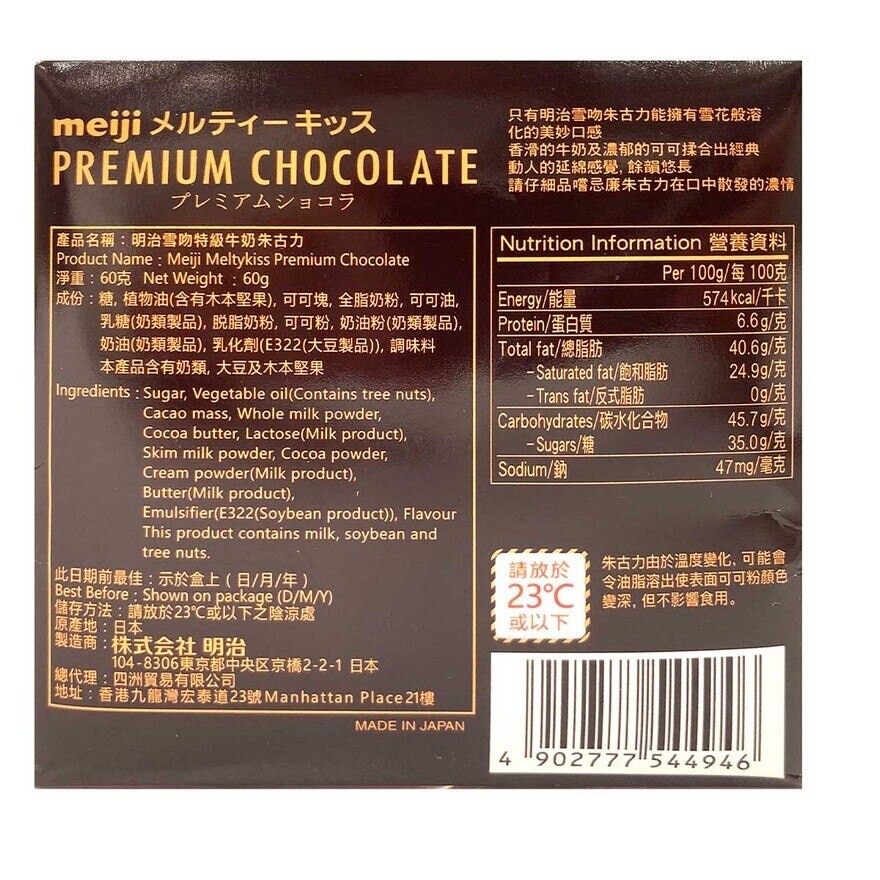 meiji メルティーキッス
PREMIUM CHOCOLATE
プレミアムショコラ
產品名稱：明治雪吻特級牛奶朱古力
Product Name : Meiji Meltykiss Premium Chocolate
淨重：60克 Net Weight : 60g
成份：糖, 植物油(含有木本堅果), 可可塊, 全脂奶粉, 可可油,
乳糖(奶類製品), 脱脂奶粉, 可可粉, 奶油粉(奶類製品),
奶油(奶類製品), 乳化劑(E322(大豆製品)), 調味料
本產品含有奶類, 大豆及木本堅果
Ingredients : Sugar, Vegetable oil(Contains tree nuts),
Cacao mass, Whole milk powder,
Cocoa butter, Lactose(Milk product),
Skim milk powder, Cocoa powder,
Cream powder(Milk product),
Butter(Milk product),
Emulsifier(E322(Soybean product)), Flavour
This product contains milk, soybean and
tree nuts.
此日期前最佳：示於盒上（日/月/年）
Best Before : Shown on package (D/M/Y)
儲存方法：請放於23℃或以下之陰涼處
原產地：日本
製造商：株式会社 明治
104-8306東京都中央区京橋2-2-1 日本
總代理：四洲貿易有限公司
地址：香港九龍灣宏泰道23號Manhattan Place21樓
MADE IN JAPAN
只有明治雪吻朱古力能擁有雪花般溶
化的美妙口感
香滑的牛奶及濃郁的可可揉合出經典
動人的延綿感覺, 餘韻悠長
請仔細品嚐忌廉朱古力在口中散發的濃情
Nutrition Information 營養資料
Per 100g/每 100克
Energy/能量 574kcal/千卡
Protein/蛋白質 6.6g/克
Total fat/總脂肪 40.6g/克
–Saturated fat/飽和脂肪 24.9g/克
–Trans fat/反式脂肪 0g/克
Carbohydrates/碳水化合物 45.7g/克
–Sugars/糖 35.0g/克
Sodium/鈉 47mg/毫克
請放於
23℃
或以下
朱古力由於溫度變化, 可能會
令油脂溶出使表面可可粉顏色
變深, 但不影響食用。
4 902777 544946